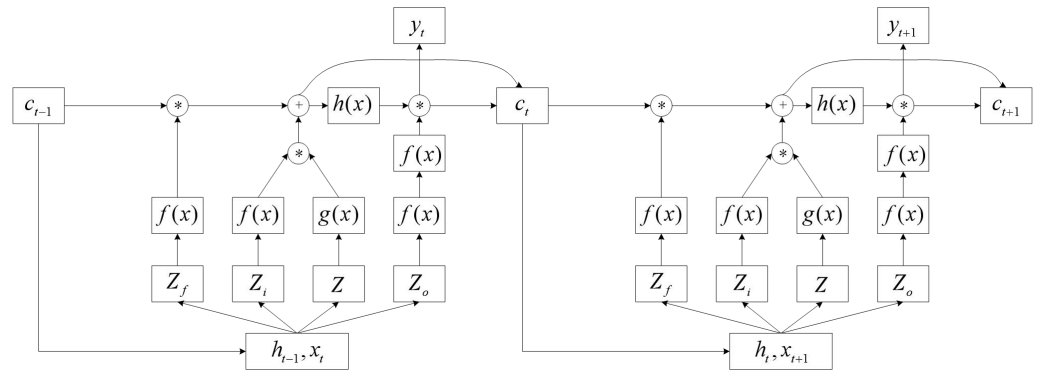 y_t y_{t+1}
c_{t-1} * + h(x) * c_t * + h(x) * c_{t+1}
* f(x) * f(x)
f(x) f(x) g(x) f(x) f(x) f(x) g(x) f(x)
Z_f Z_i Z Z_o Z_f Z_i Z Z_o
h_{t-1}, x_t h_t, x_{t+1}